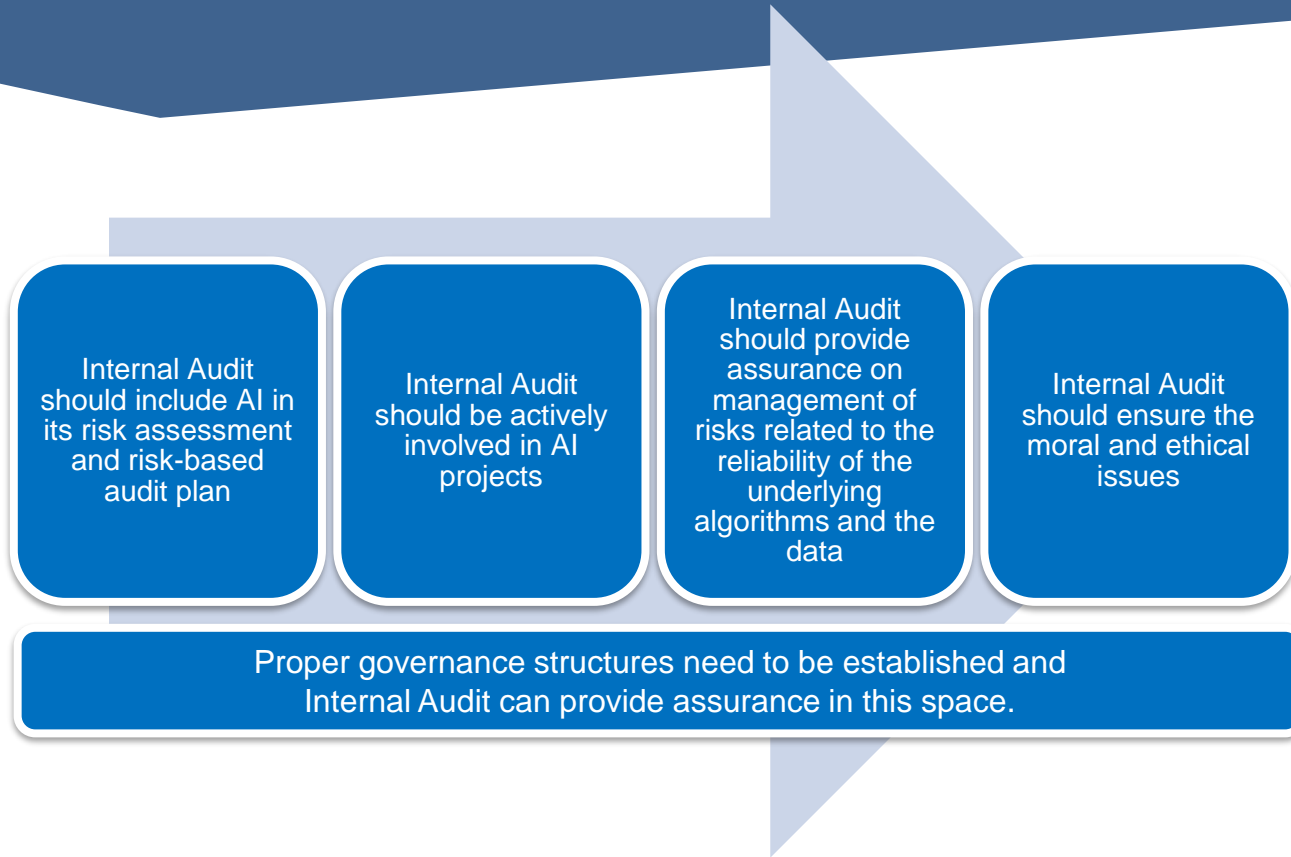 Internal Audit
should include AI in
its risk assessment
and risk-based
audit plan
Internal Audit
should be actively
involved in AI
projects
Internal Audit
should provide
assurance on
management of
risks related to the
reliability of the
underlying
algorithms and the
data
Internal Audit
should ensure the
moral and ethical
issues
Proper governance structures need to be established and
Internal Audit can provide assurance in this space.